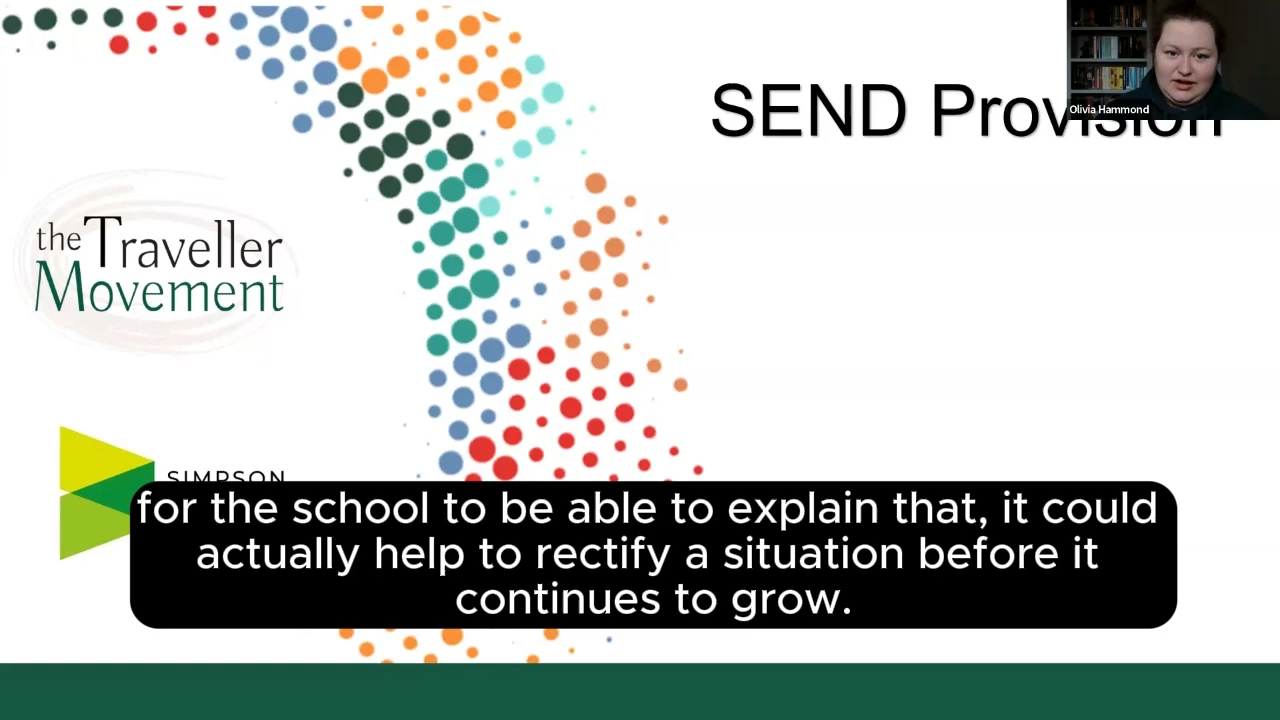 SEND Provision
Olivia Hammond
the Traveller
Movement
SIMPSON
for the school to be able to explain that, it could
actually help to rectify a situation before it
continues to grow.